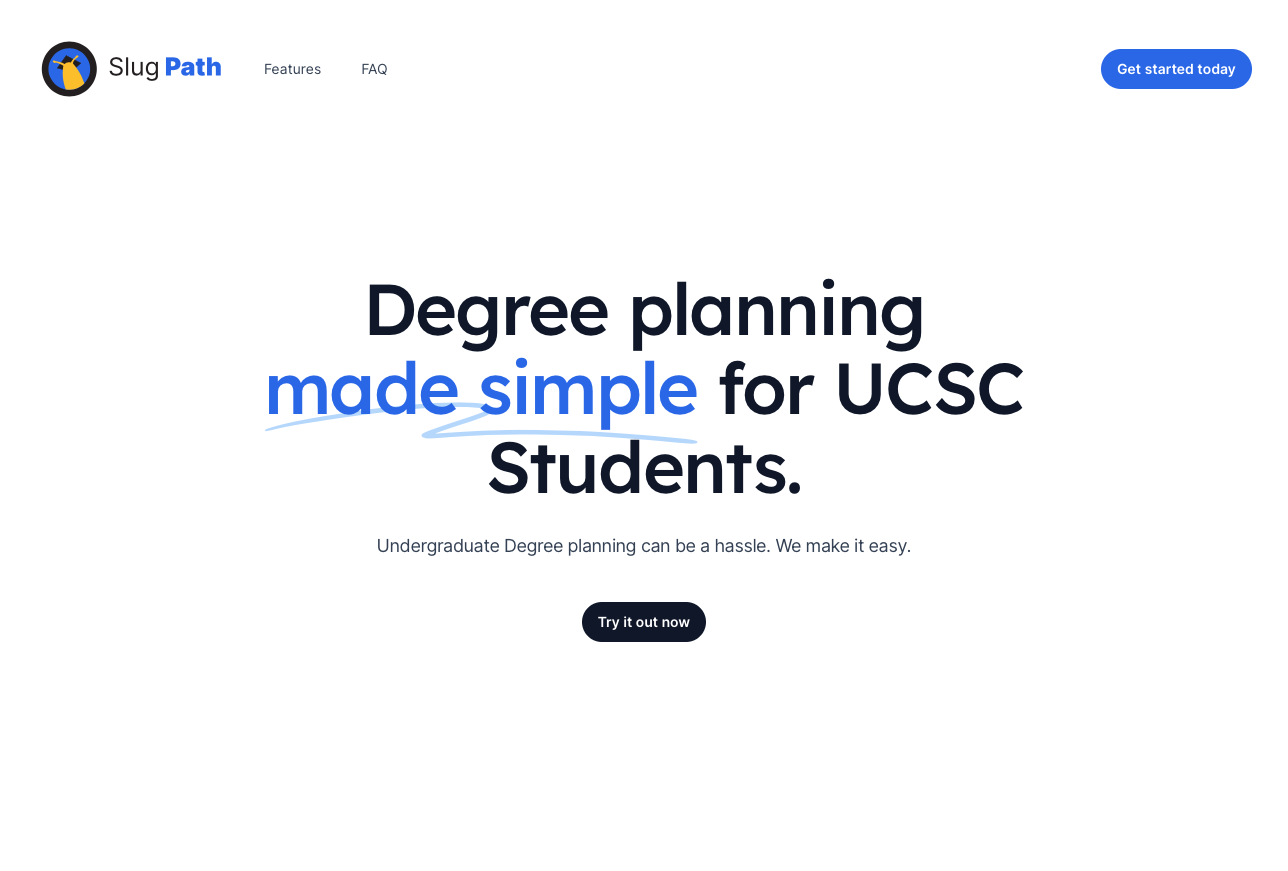 Slug Path
Features
FAQ
Get started today
Degree planning
made simple for UCSC
Students.
Undergraduate Degree planning can be a hassle. We make it easy.
Try it out now